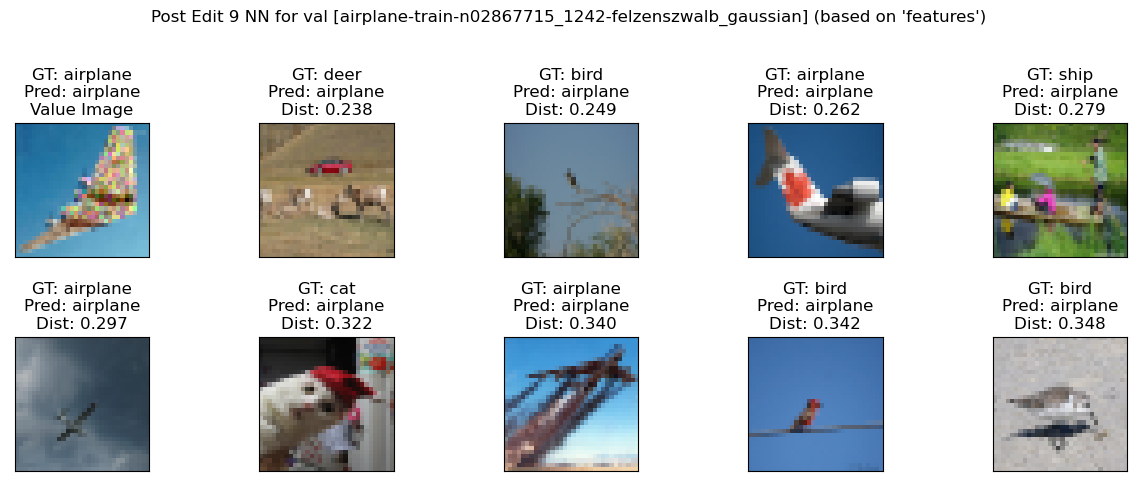 Post Edit 9 NN for val [airplane-train-n02867715_1242-felzenszwalb_gaussian] (based on 'features')
GT: airplane
Pred: airplane
Value Image
GT: deer
Pred: airplane
Dist: 0.238
GT: bird
Pred: airplane
Dist: 0.249
GT: airplane
Pred: airplane
Dist: 0.262
GT: ship
Pred: airplane
Dist: 0.279
GT: airplane
Pred: airplane
Dist: 0.297
GT: cat
Pred: airplane
Dist: 0.322
GT: airplane
Pred: airplane
Dist: 0.340
GT: bird
Pred: airplane
Dist: 0.342
GT: bird
Pred: airplane
Dist: 0.348